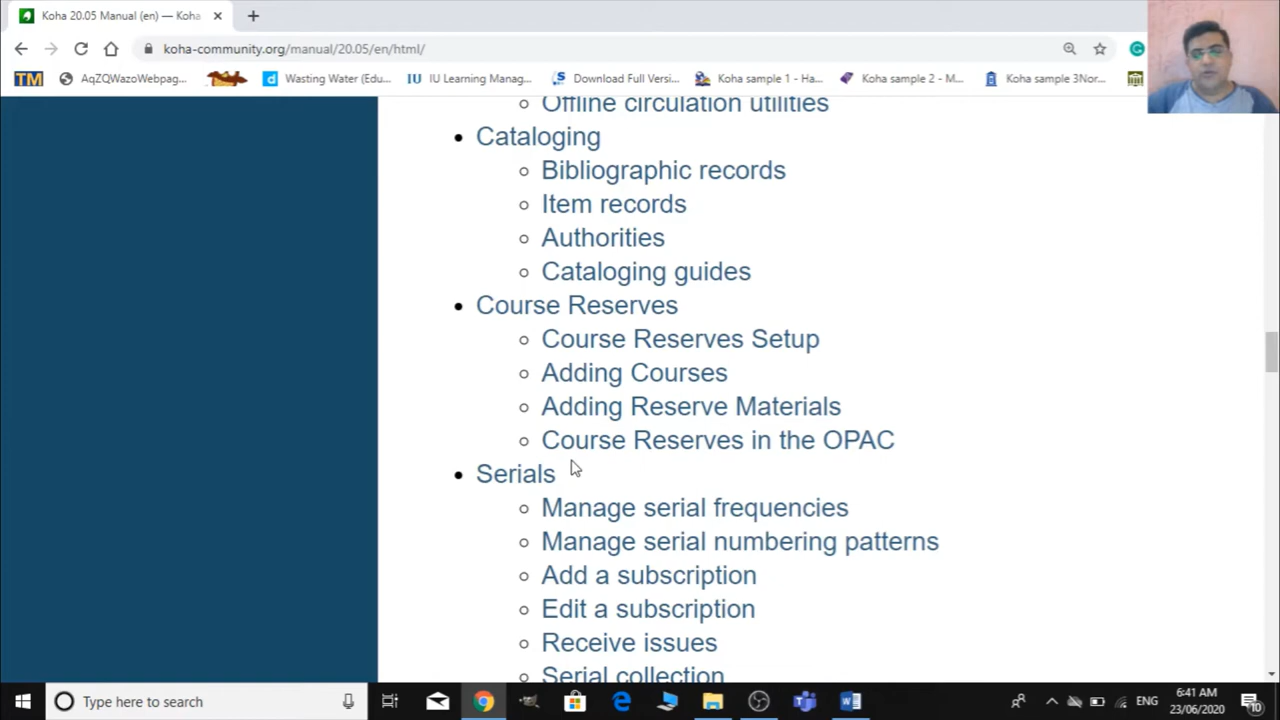 Koha 20.05 Manual (en) — Koha
koha-community.org/manual/20.05/en/html/
TM
AqZQWazoWebpag...
d
Wasting Water (Edu...
IU
IU Learning Manag...
S
Download Full Versi...
Koha sample 1 - Ha...
Koha sample 2 - M...
Koha sample 3Nor...
Offline circulation utilities
Cataloging
Bibliographic records
Item records
Authorities
Cataloging guides
Course Reserves
Course Reserves Setup
Adding Courses
Adding Reserve Materials
Course Reserves in the OPAC
Serials
Manage serial frequencies
Manage serial numbering patterns
Add a subscription
Edit a subscription
Receive issues
Serial collection
Type here to search
ENG
6:41 AM
23/06/2020
10